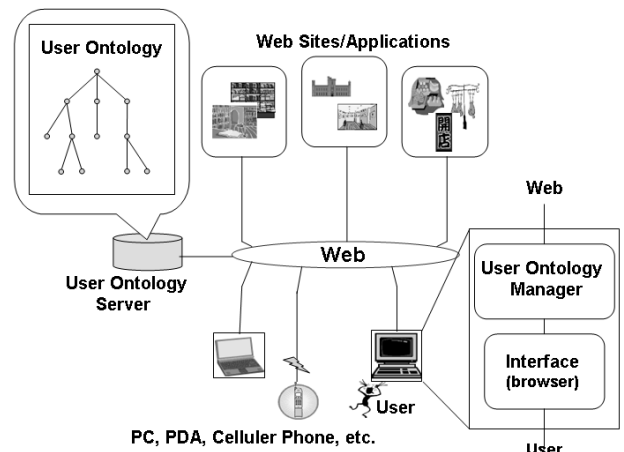 User Ontology
Web Sites/Applications
開店
Web
Web
User Ontology
Server
User Ontology
Manager
Interface
(browser)
User
User
PC, PDA, Celluler Phone, etc.